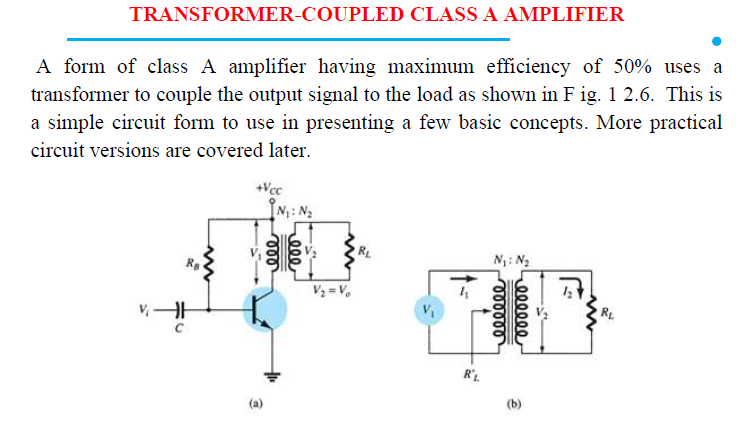 TRANSFORMER-COUPLED CLASS A AMPLIFIER
A form of class A amplifier having maximum efficiency of 50% uses a
transformer to couple the output signal to the load as shown in F ig. 1 2.6. This is
a simple circuit form to use in presenting a few basic concepts. More practical
circuit versions are covered later.
+VCC
N₁ : N₂
RB
V₁
V₂
RL
V₂ = Vₒ
Vᵢ
C
(a)
N₁ : N₂
I₁
I₂
V₁
V₂
RL
R'L
(b)